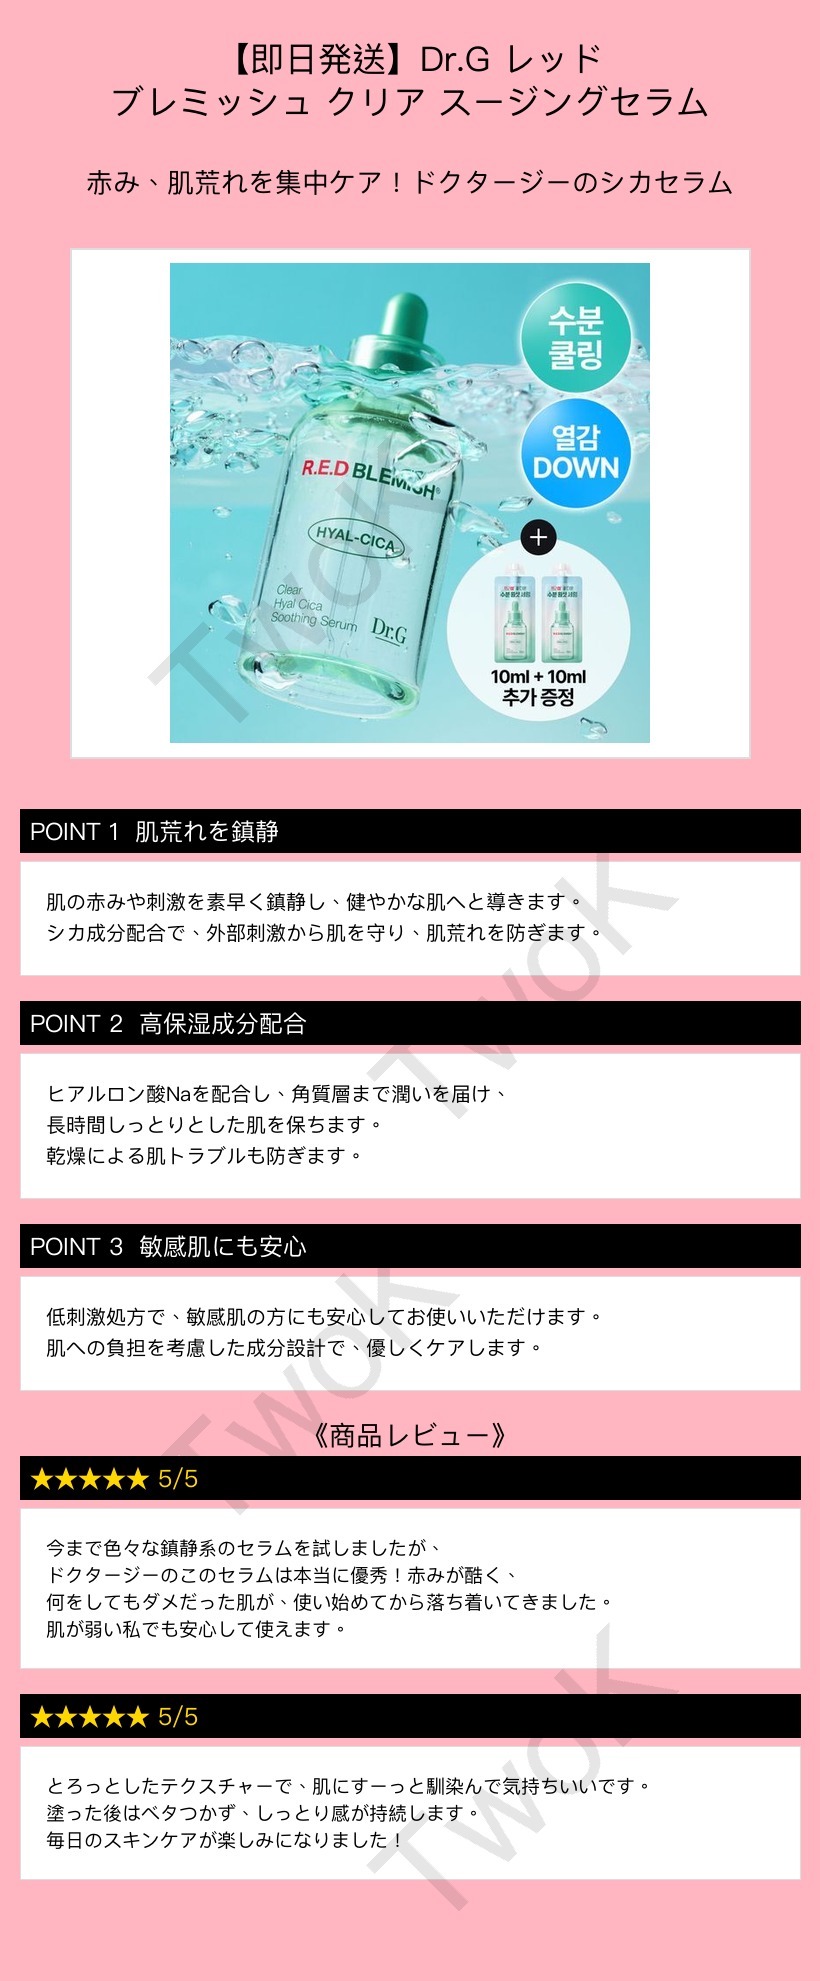 【即日発送】Dr.G レッド
ブレミッシュ クリア スージングセラム
赤み、肌荒れを集中ケア！ドクタージーのシカセラム
수분
쿨링
열감
DOWN
R.E.D BLEMISH®
HYAL-CICA
Clear
Hyal Cica
Soothing Serum
Dr.G
+
수분 진정 세럼
R.E.D BLEMISH
R.E.D BLEMISH
10ml + 10ml
추가 증정
POINT 1 肌荒れを鎮静
肌の赤みや刺激を素早く鎮静し、健やかな肌へと導きます。
シカ成分配合で、外部刺激から肌を守り、肌荒れを防ぎます。
POINT 2 高保湿成分配合
ヒアルロン酸Naを配合し、角質層まで潤いを届け、
長時間しっとりとした肌を保ちます。
乾燥による肌トラブルも防ぎます。
POINT 3 敏感肌にも安心
低刺激処方で、敏感肌の方にも安心してお使いいただけます。
肌への負担を考慮した成分設計で、優しくケアします。
《商品レビュー》
★★★★★ 5/5
今まで色々な鎮静系のセラムを試しましたが、
ドクタージーのこのセラムは本当に優秀！赤みが酷く、
何をしてもダメだった肌が、使い始めてから落ち着いてきました。
肌が弱い私でも安心して使えます。
★★★★★ 5/5
とろっとしたテクスチャーで、肌にすーっと馴染んで気持ちいいです。
塗った後はベタつかず、しっとり感が持続します。
毎日のスキンケアが楽しみになりました！
TwoK
TwoK
TwoK
TwoK